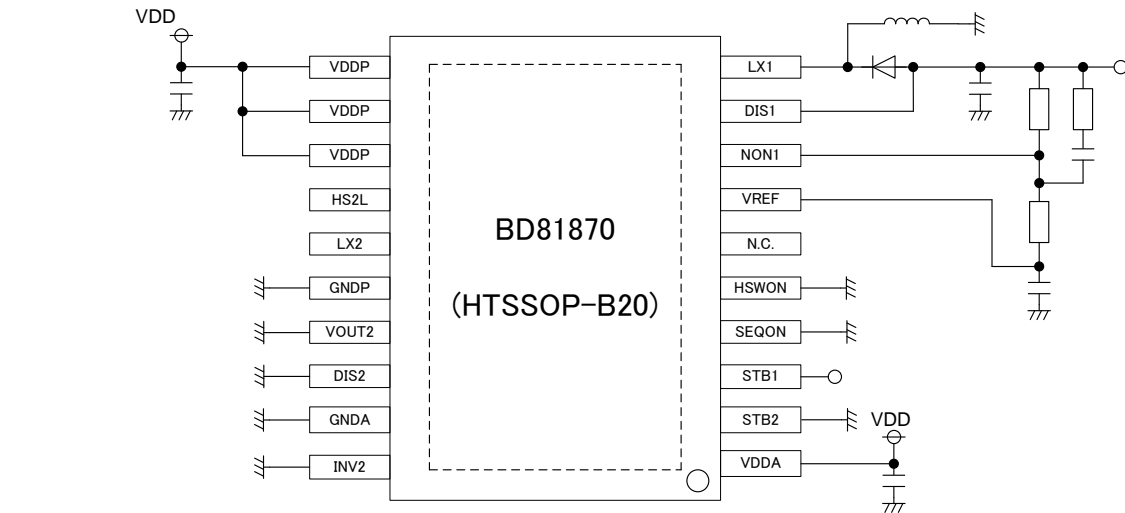 VDD
VDDP
VDDP
VDDP
HS2L
LX2
GNDP
VOUT2
DIS2
GNDA
INV2
BD81870
(HTSSOP-B20)
LX1
DIS1
NON1
VREF
N.C.
HSWON
SEQON
STB1
STB2
VDDA
VDD